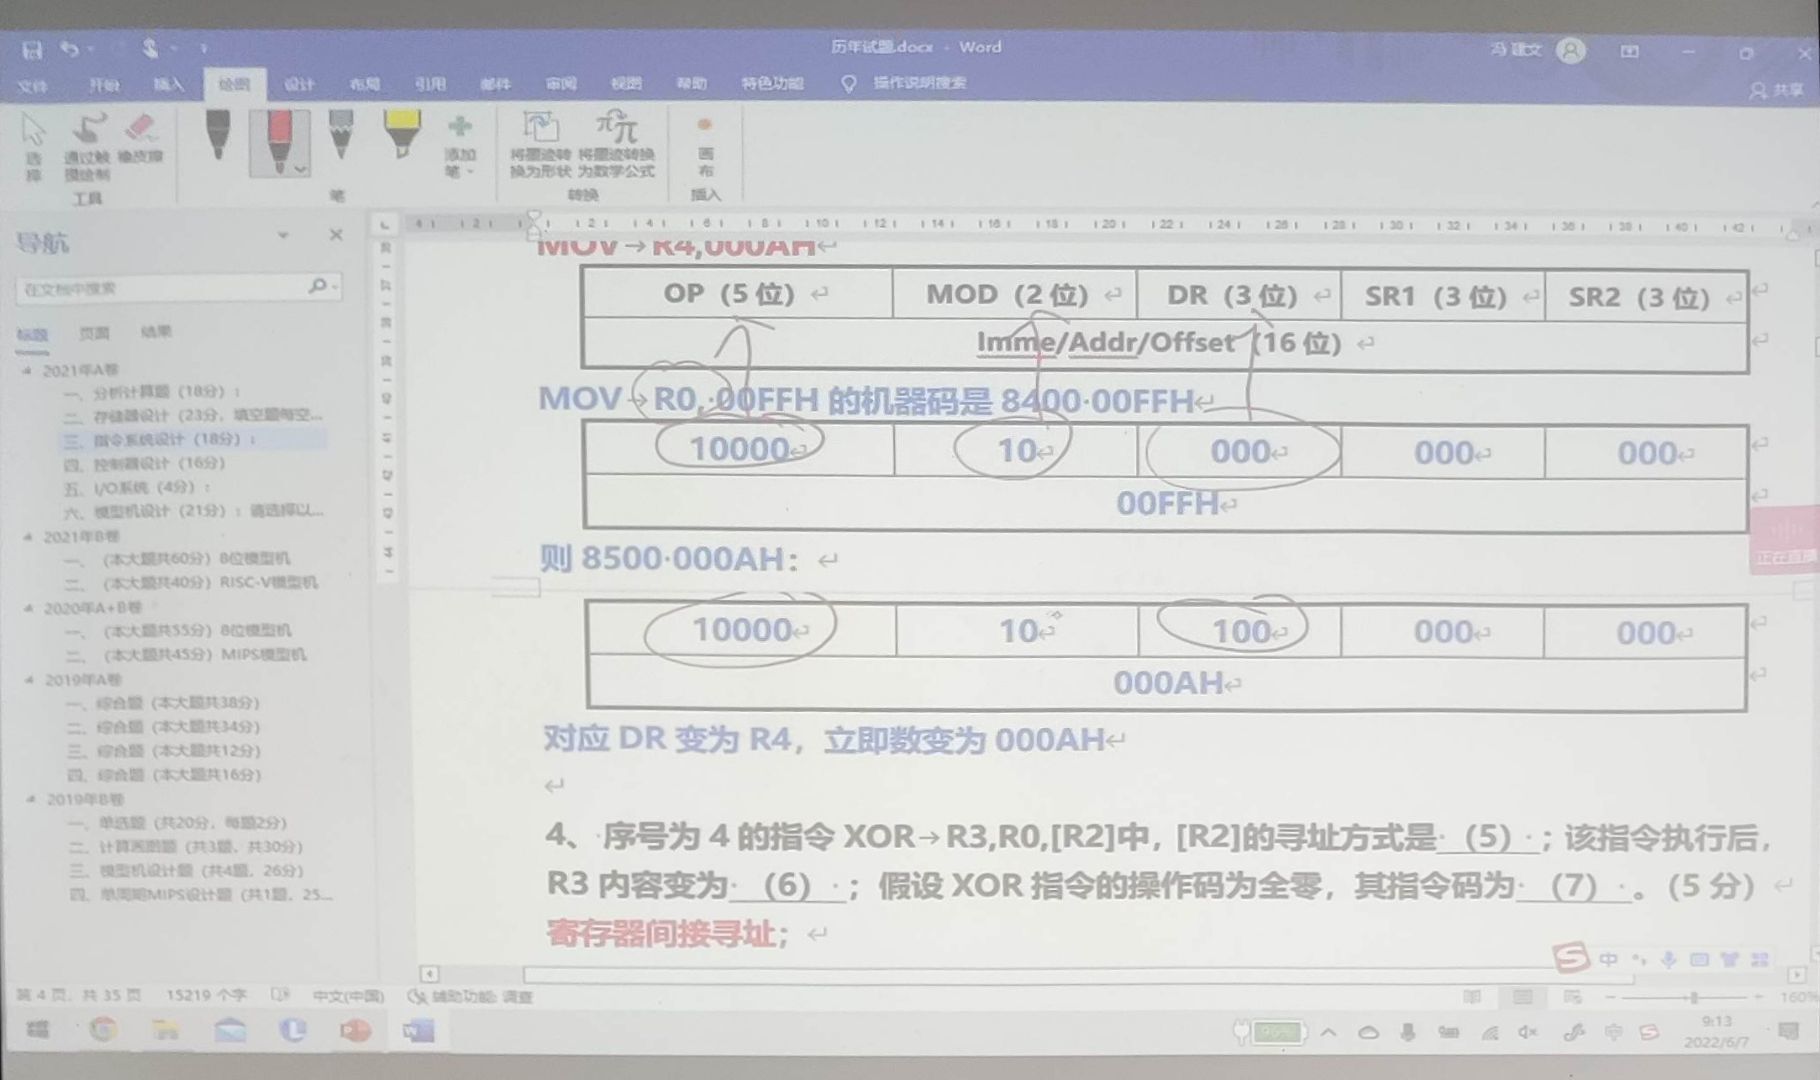 历年试题.docx - Word
冯 建文
文件 开始 插入 绘图 设计 布局 引用 邮件 审阅 视图 帮助 特色功能 操作说明搜索
共享
选择
通过触摸绘制
橡皮擦
工具
笔
添加笔
将墨迹转换为形状
将墨迹转换为数学公式
转换
画布
插入
导航
在文档中搜索
标题 页面 结果
2021年A卷
一、分析计算题（18分）：
二、存储器设计（23分，填空题每空...
三、指令系统设计（18分）：
四、控制器设计（16分）
五、I/O系统（4分）：
六、模型机设计（21分）：请选择以...
2021年B卷
一、（本大题共60分）8位模型机
二、（本大题共40分）RISC-V模型机
2020年A+B卷
一、（本大题共55分）8位模型机
二、（本大题共45分）MIPS模型机
2019年A卷
一、综合题（本大题共38分）
二、综合题（本大题共34分）
三、综合题（本大题共12分）
四、综合题（本大题共16分）
2019年B卷
一、单选题（共20分，每题2分）
二、计算画图题（共3题、共30分）
三、模型机设计题（共4题，26分）
四、单周期MIPS设计题（共1题，25...
MOV→R4,000AH
OP（5位） MOD（2位） DR（3位） SR1（3位） SR2（3位）
Imme/Addr/Offset（16位）
MOV→R0,·00FFH 的机器码是 8400·00FFH
10000 10 000 000 000
00FFH
则 8500·000AH：
10000 10 100 000 000
000AH
对应 DR 变为 R4，立即数变为 000AH
4、·序号为 4 的指令 XOR→R3,R0,[R2]中，[R2]的寻址方式是·（5）·；该指令执行后，
R3 内容变为·（6）·；假设 XOR 指令的操作码为全零，其指令码为·（7）·。（5 分）
寄存器间接寻址；
正在直播
中
第 4 页，共 35 页 15219 个字 中文(中国) 辅助功能: 调查
160%
96%
中
9:13
2022/6/7